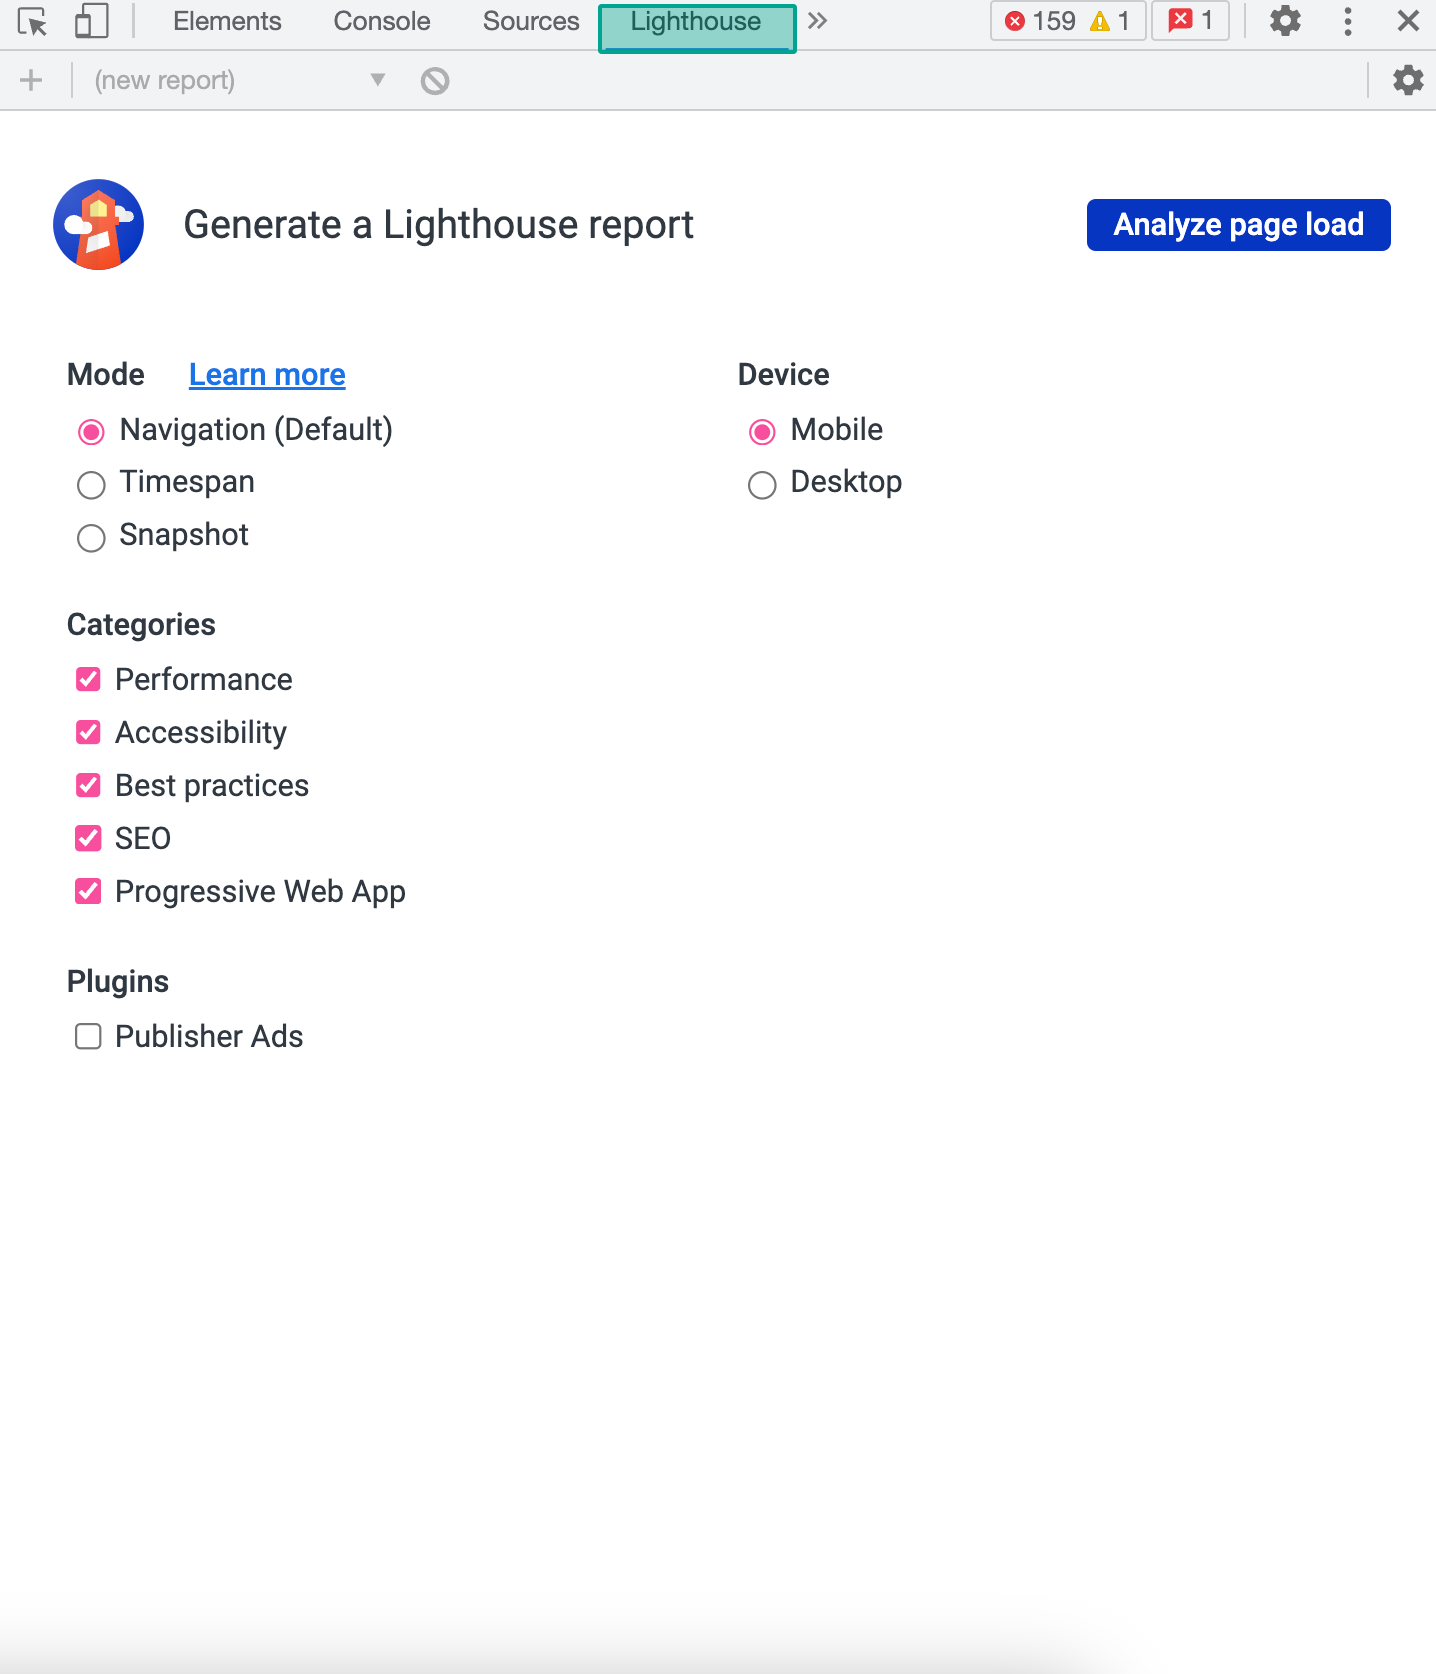 Elements Console Sources Lighthouse 159 1 1
(new report)
Generate a Lighthouse report
Analyze page load
Mode Learn more
Navigation (Default)
Timespan
Snapshot
Device
Mobile
Desktop
Categories
Performance
Accessibility
Best practices
SEO
Progressive Web App
Plugins
Publisher Ads